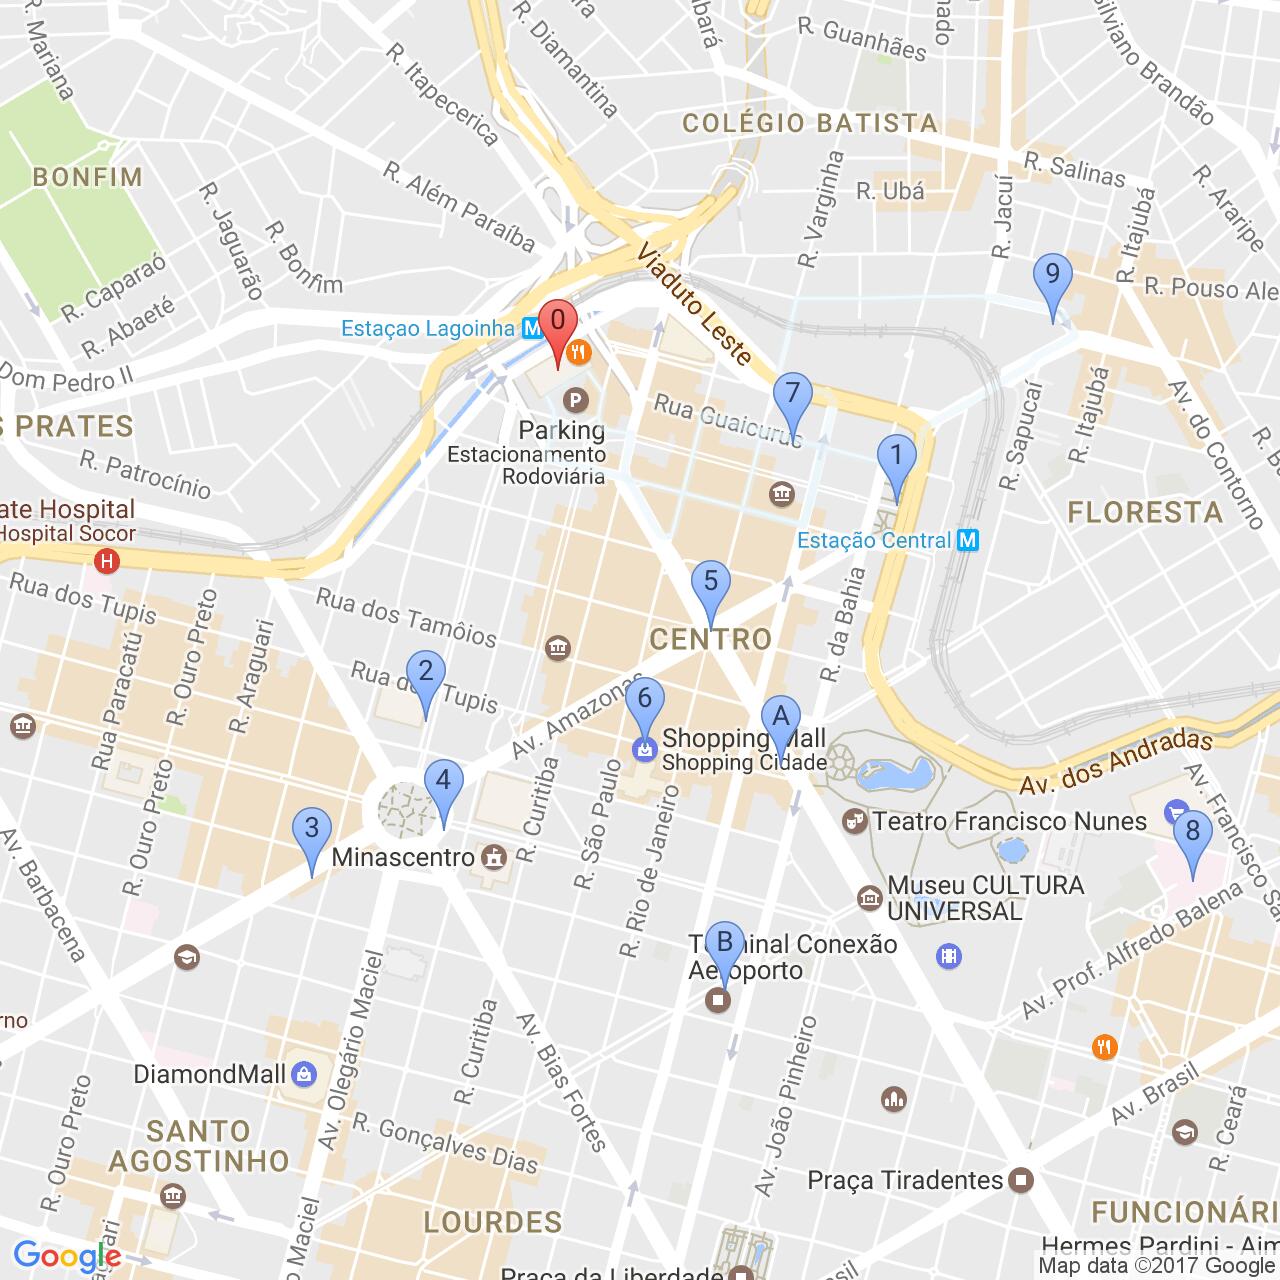 R. Mariana
R. Itapecerica
R. Diamantina
R. Guanhães
Silviano Brandão
COLÉGIO BATISTA
R. Salinas
BONFIM
R. Além Paraíba
R. Varginha
R. Ubá
R. Jacuí
R. Itajubá
R. Araripe
R. Jaguarão
R. Bonfim
R. Caparaó
R. Abaeté
Viaduto Leste
9
R. Pouso Ale
Estaçao Lagoinha
M
0
Dom Pedro II
7
P
Rua Guaicurus
R. Sapucaí
R. Itajubá
Av. do Contorno
S PRATES
Parking
Estacionamento
Rodoviária
R. Patrocínio
1
FLORESTA
ate Hospital
Hospital Socor
H
Estação Central
M
5
Rua dos Tupis
Rua dos Tamôios
CENTRO
R. da Bahia
R. Ouro Preto
R. Araguari
Rua Paracatú
2
Rua dos Tupis
6
A
Av. Amazonas
Shopping Mall
Shopping Cidade
Av. dos Andradas
4
3
R. Ouro Preto
R. Curitiba
R. São Paulo
R. Rio de Janeiro
Teatro Francisco Nunes
8
Av. Francisco Sa
Minascentro
Av. Barbacena
Museu CULTURA
UNIVERSAL
Av. Prof. Alfredo Balena
B
Terminal Conexão
Aeroporto
rno
Av. Olegário Maciel
R. Curitiba
Av. Bias Fortes
Av. João Pinheiro
DiamondMall
Av. Brasil
R. Ceará
R. Ouro Preto
SANTO
AGOSTINHO
R. Gonçalves Dias
Praça Tiradentes
LOURDES
FUNCIONÁRI
Hermes Pardini - Aim
Praça da Liberdade
Google
Map data ©2017 Google